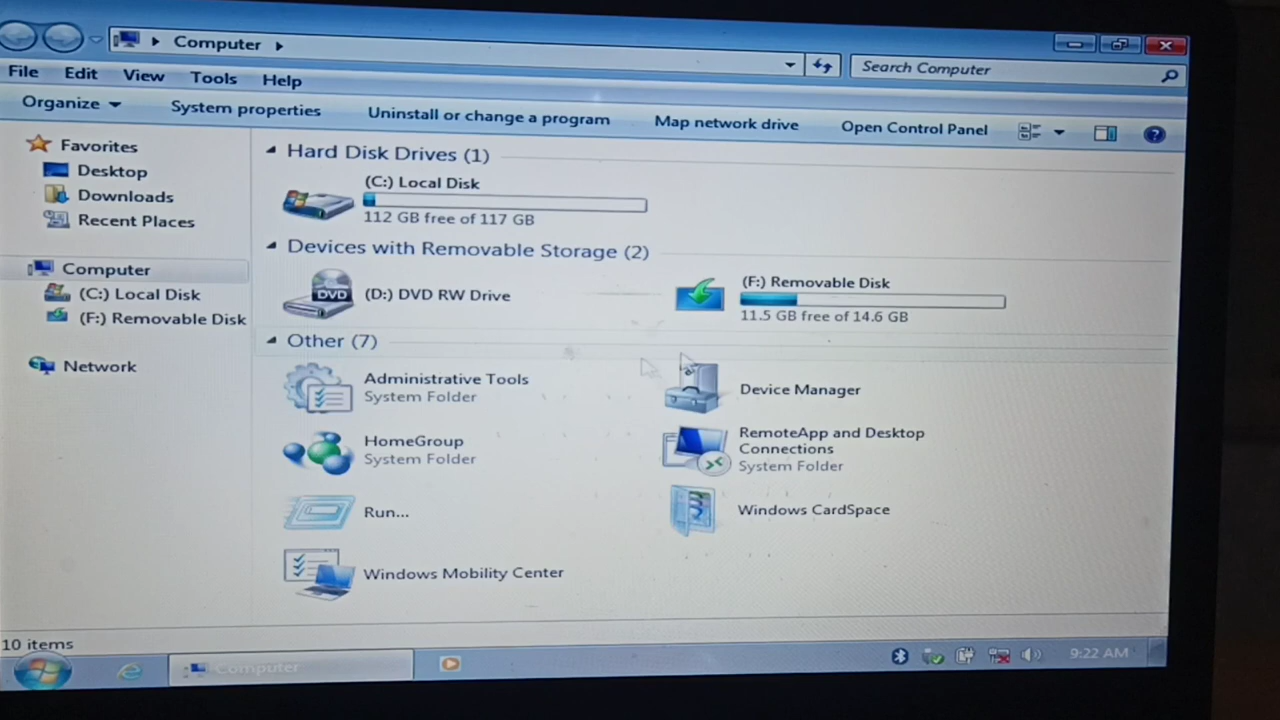 Computer
Search Computer
File Edit View Tools Help
Organize System properties Uninstall or change a program Map network drive Open Control Panel
Favorites
Desktop
Downloads
Recent Places
Computer
(C:) Local Disk
(F:) Removable Disk
Network
Hard Disk Drives (1)
(C:) Local Disk
112 GB free of 117 GB
Devices with Removable Storage (2)
DVD
(D:) DVD RW Drive
(F:) Removable Disk
11.5 GB free of 14.6 GB
Other (7)
Administrative Tools
System Folder
Device Manager
HomeGroup
System Folder
RemoteApp and Desktop
Connections
System Folder
Run...
Windows CardSpace
Windows Mobility Center
10 items
Computer
9:22 AM